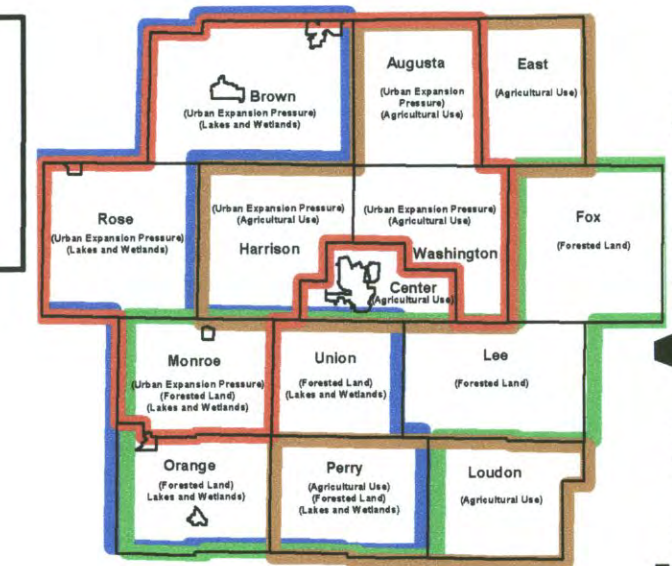 Brown
(Urban Expansion Pressure)
(Lakes and Wetlands)
Augusta
(Urban Expansion
Pressure)
(Agricultural Use)
East
(Agricultural Use)
Rose
(Urban Expansion Pressure)
(Lakes and Wetlands)
(Urban Expansion Pressure)
(Agricultural Use)
Harrison
(Urban Expansion Pressure)
(Agricultural Use)
Washington
Center
(Agricultural Use)
Fox
(Forested Land)
Monroe
(Urban Expansion Pressure)
(Forested Land)
(Lakes and Wetlands)
Union
(Forested Land)
(Lakes and Wetlands)
Lee
(Forested Land)
Orange
(Forested Land)
Lakes and Wetlands)
Perry
(Agricultural Use)
(Forested Land)
(Lakes and Wetlands)
Loudon
(Agricultural Use)